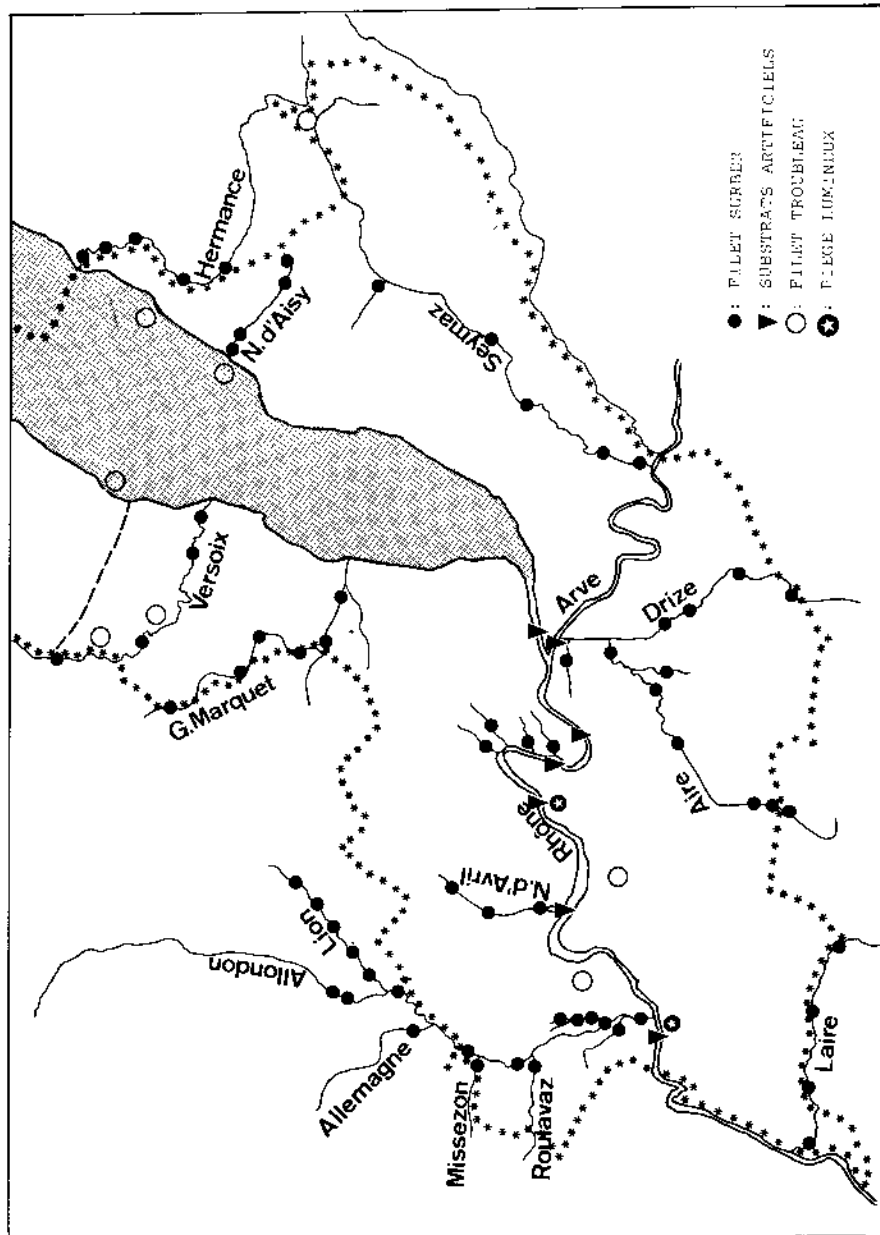 Hermance
N.d'Aisy
Seymaz
Versoix
G.Marquet
Arve
Drize
Aire
Rhône
N.d'Avril
Lion
Allondon
Allemagne
Missezon
Roulavaz
Laire
: FILET SURBER
: SUBSTRATS ARTIFICIELS
: FILET TROUBLEAU
: PIEGE LUMINEUX